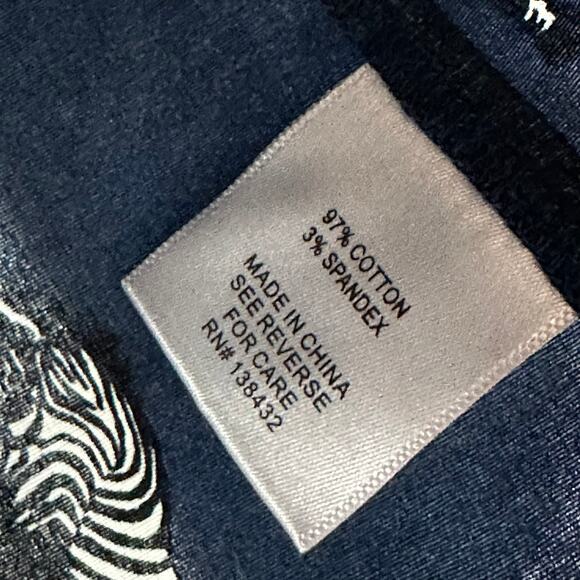 97% COTTON
3% SPANDEX
MADE IN CHINA
SEE REVERSE
FOR CARE
RN# 138432